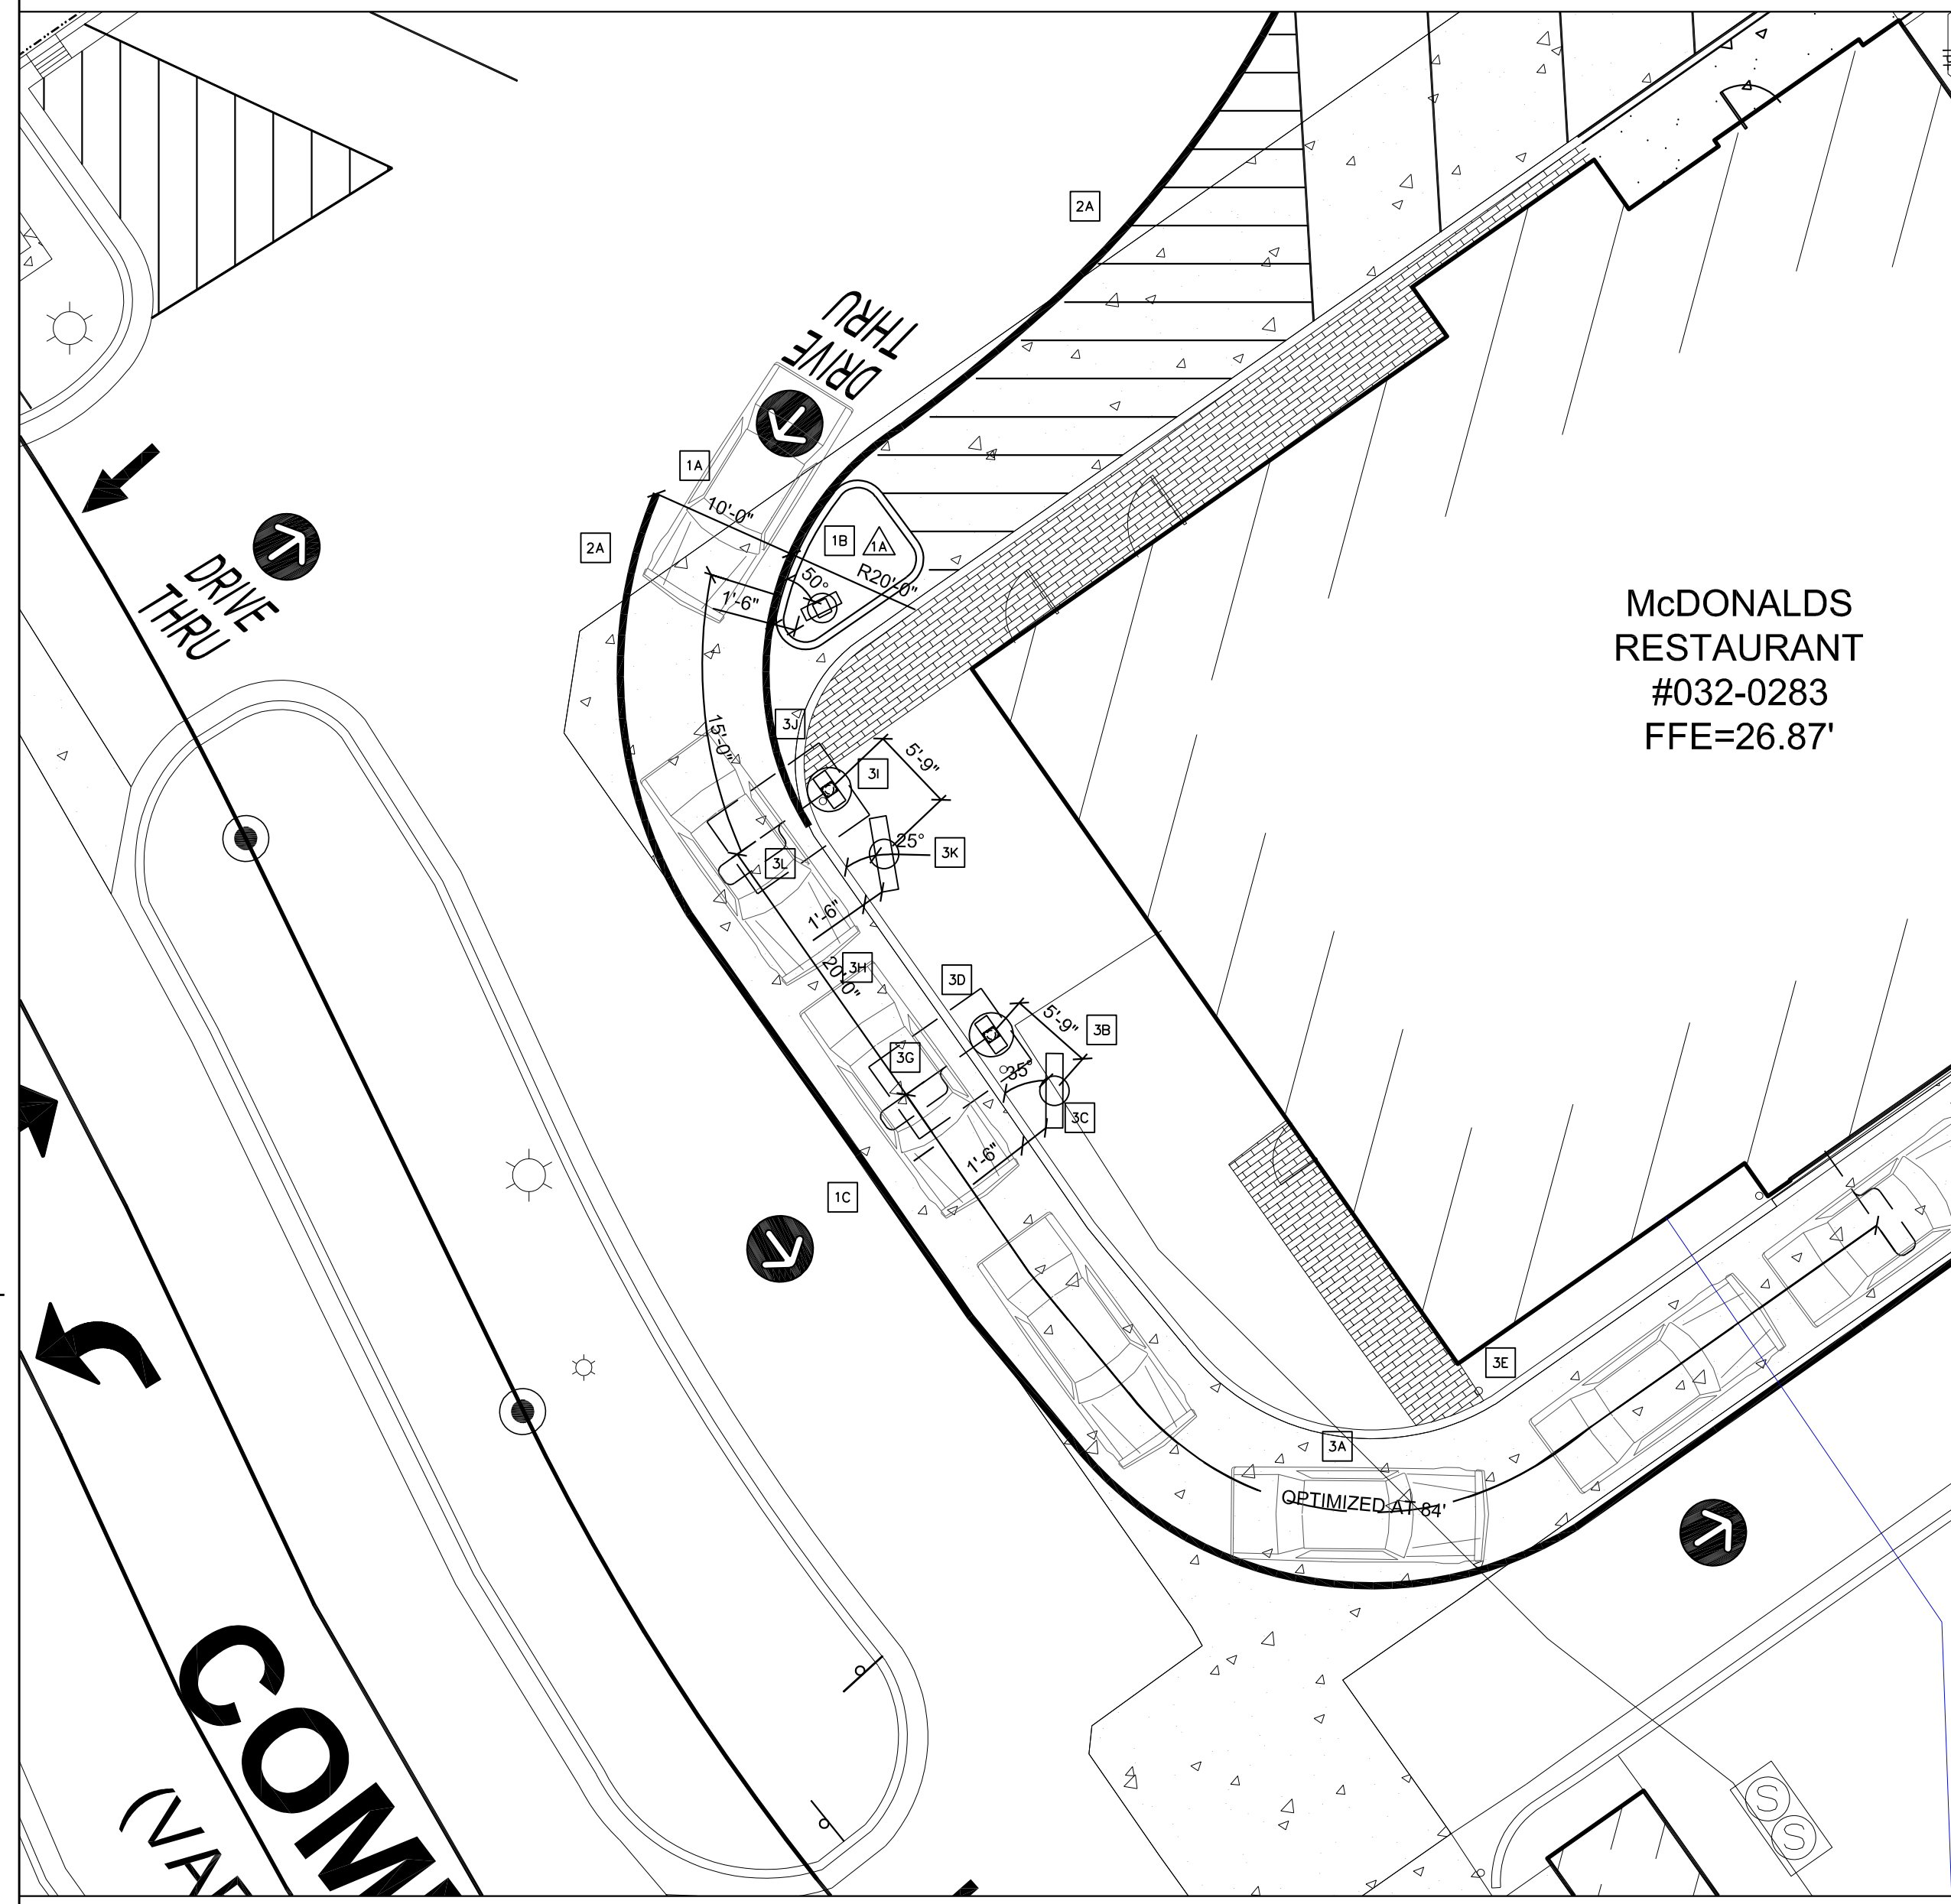 2A
DRIVE
THRU
1A
10'-0"
2A
1B
1A
R20'-0"
50°
1'-6"
DRIVE
THRU
McDONALDS
RESTAURANT
#032-0283
FFE=26.87'
3J
15'-0"
5'-9"
3I
25°
3K
3L
1'-6"
3H
20'-0"
3D
5'-9"
3B
3G
35°
3C
1'-6"
1C
3E
3A
OPTIMIZED AT 84'
COM
(VAR
S
S